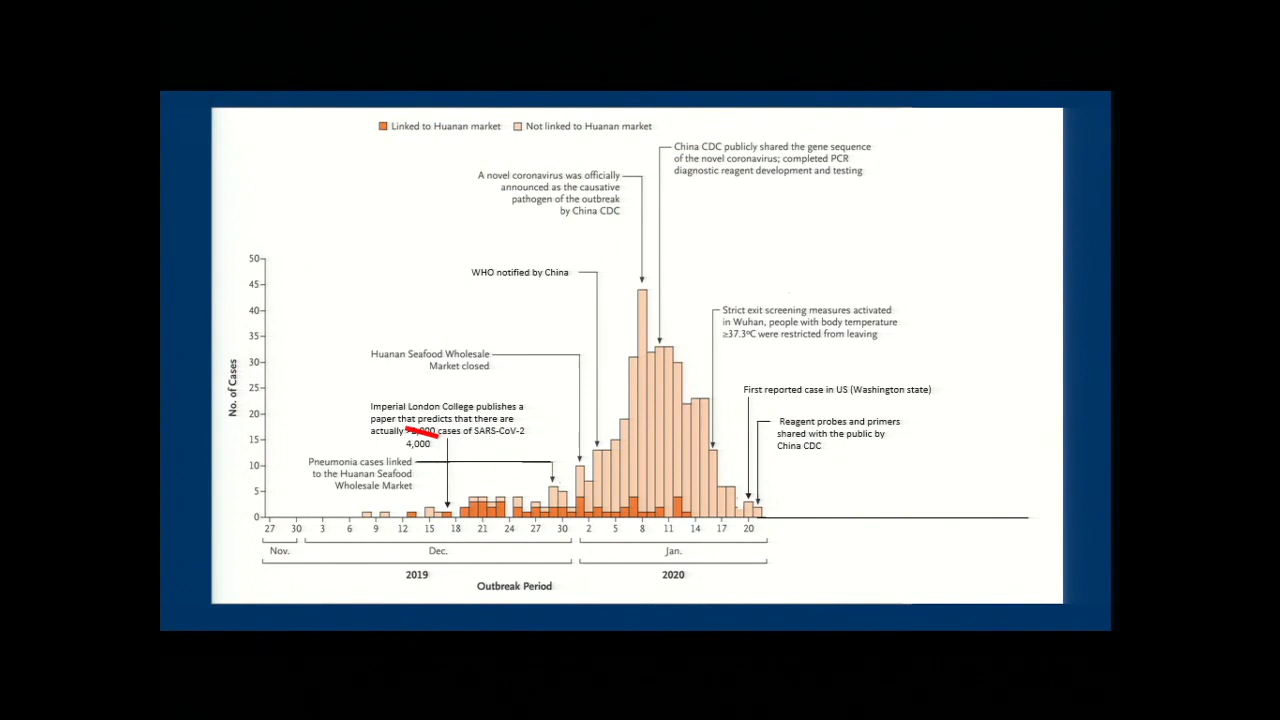 Linked to Huanan market
Not linked to Huanan market
China CDC publicly shared the gene sequence
of the novel coronavirus; completed PCR
diagnostic reagent development and testing
A novel coronavirus was officially
announced as the causative
pathogen of the outbreak
by China CDC
WHO notified by China
Strict exit screening measures activated
in Wuhan, people with body temperature
≥37.3ºC were restricted from leaving
Huanan Seafood Wholesale
Market closed
First reported case in US (Washington state)
Imperial London College publishes a
paper that predicts that there are
actually cases of SARS-CoV-2
4,000
Reagent probes and primers
shared with the public by
China CDC
Pneumonia cases linked
to the Huanan Seafood
Wholesale Market
No. of Cases
50
45
40
35
30
25
20
15
10
5
0
27 30 3 6 9 12 15 18 21 24 27 30 2 5 8 11 14 17 20
Nov. Dec. Jan.
2019 2020
Outbreak Period